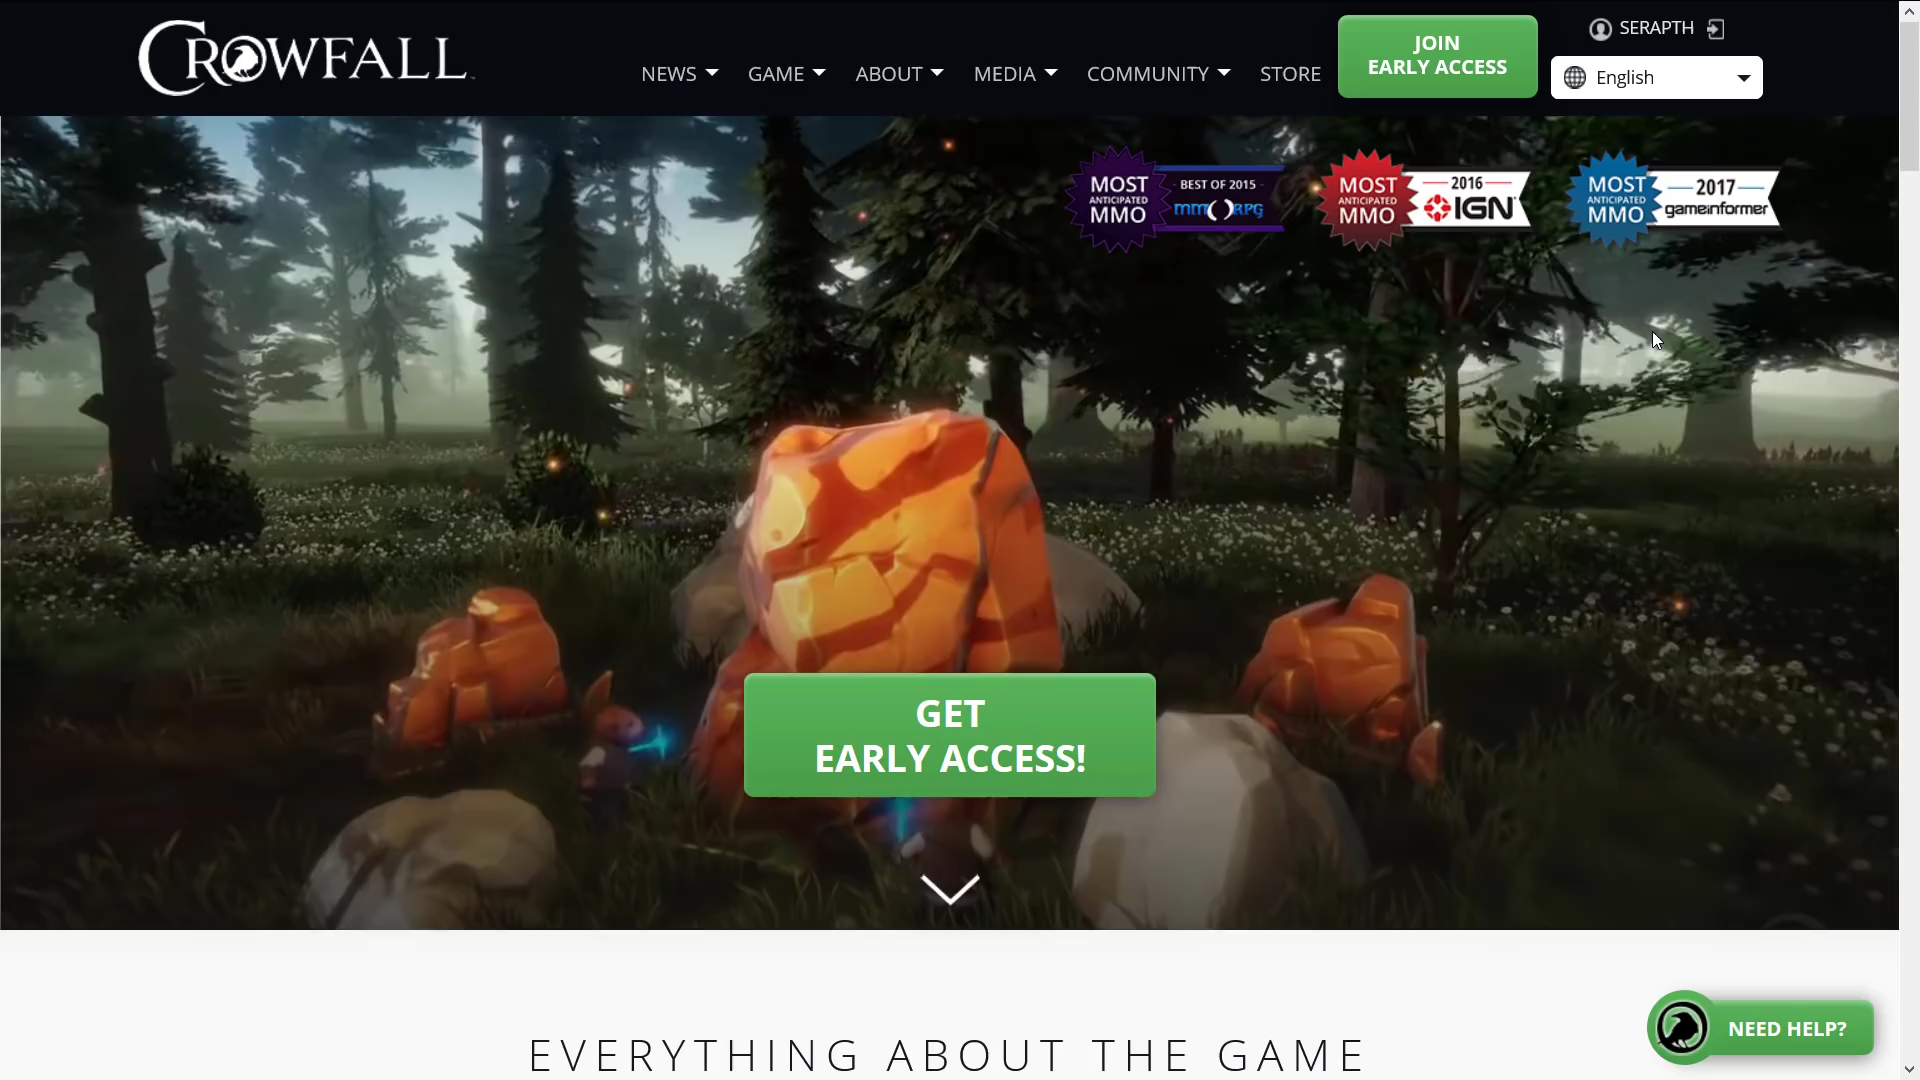 CROWFALL
NEWS
GAME
ABOUT
MEDIA
COMMUNITY
STORE
JOIN
EARLY ACCESS
SERAPTH
English
MOST
ANTICIPATED
MMO
- BEST OF 2015 -
mmORPG
MOST
ANTICIPATED
MMO
2016
IGN
MOST
ANTICIPATED
MMO
2017
gameinformer
GET
EARLY ACCESS!
EVERYTHING ABOUT THE GAME
NEED HELP?